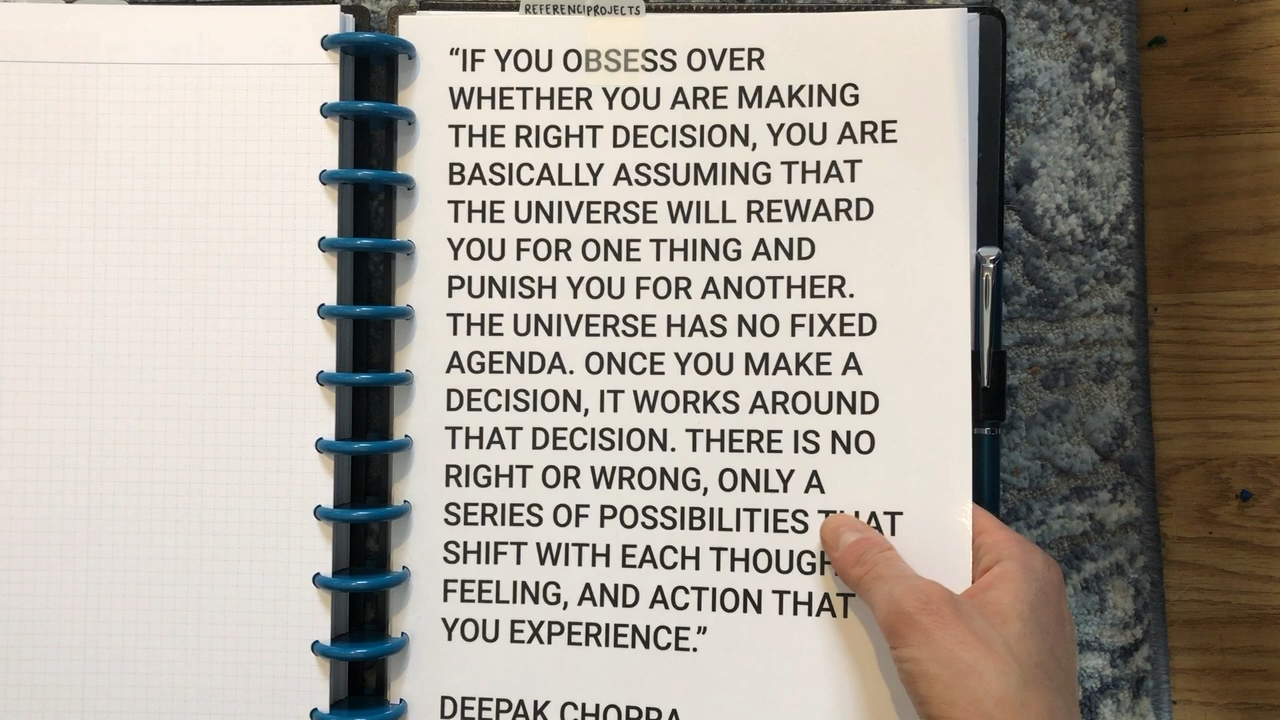 REFERENC|PROJECTS
“IF YOU OBSESS OVER
WHETHER YOU ARE MAKING
THE RIGHT DECISION, YOU ARE
BASICALLY ASSUMING THAT
THE UNIVERSE WILL REWARD
YOU FOR ONE THING AND
PUNISH YOU FOR ANOTHER.
THE UNIVERSE HAS NO FIXED
AGENDA. ONCE YOU MAKE A
DECISION, IT WORKS AROUND
THAT DECISION. THERE IS NO
RIGHT OR WRONG, ONLY A
SERIES OF POSSIBILITIES THAT
SHIFT WITH EACH THOUGH
FEELING, AND ACTION THAT
YOU EXPERIENCE.”
DEEPAK CHOPRA